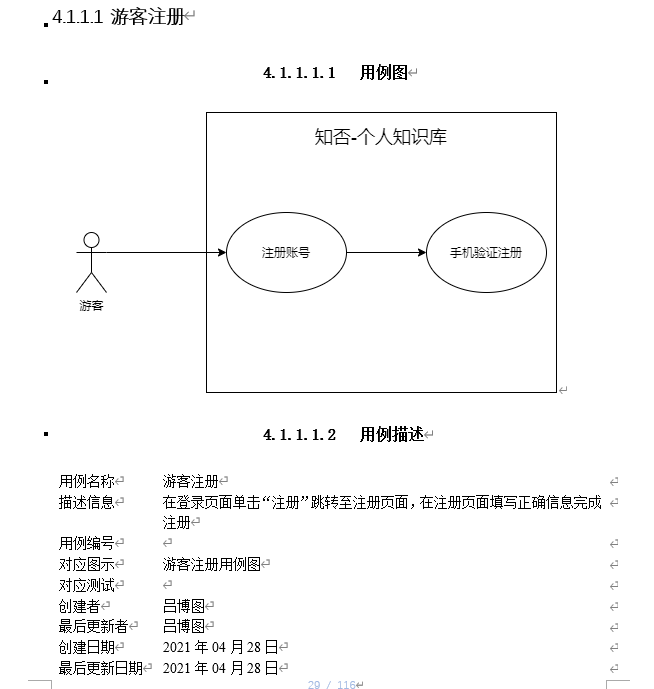 4.1.1.1 游客注册
4.1.1.1.1 用例图
知否-个人知识库
注册账号
手机验证注册
游客
4.1.1.1.2 用例描述
用例名称 游客注册
描述信息 在登录页面单击“注册”跳转至注册页面，在注册页面填写正确信息完成
注册
用例编号
对应图示 游客注册用例图
对应测试
创建者 吕博图
最后更新者 吕博图
创建日期 2021 年 04 月 28 日
最后更新日期 2021 年 04 月 28 日
29 / 116